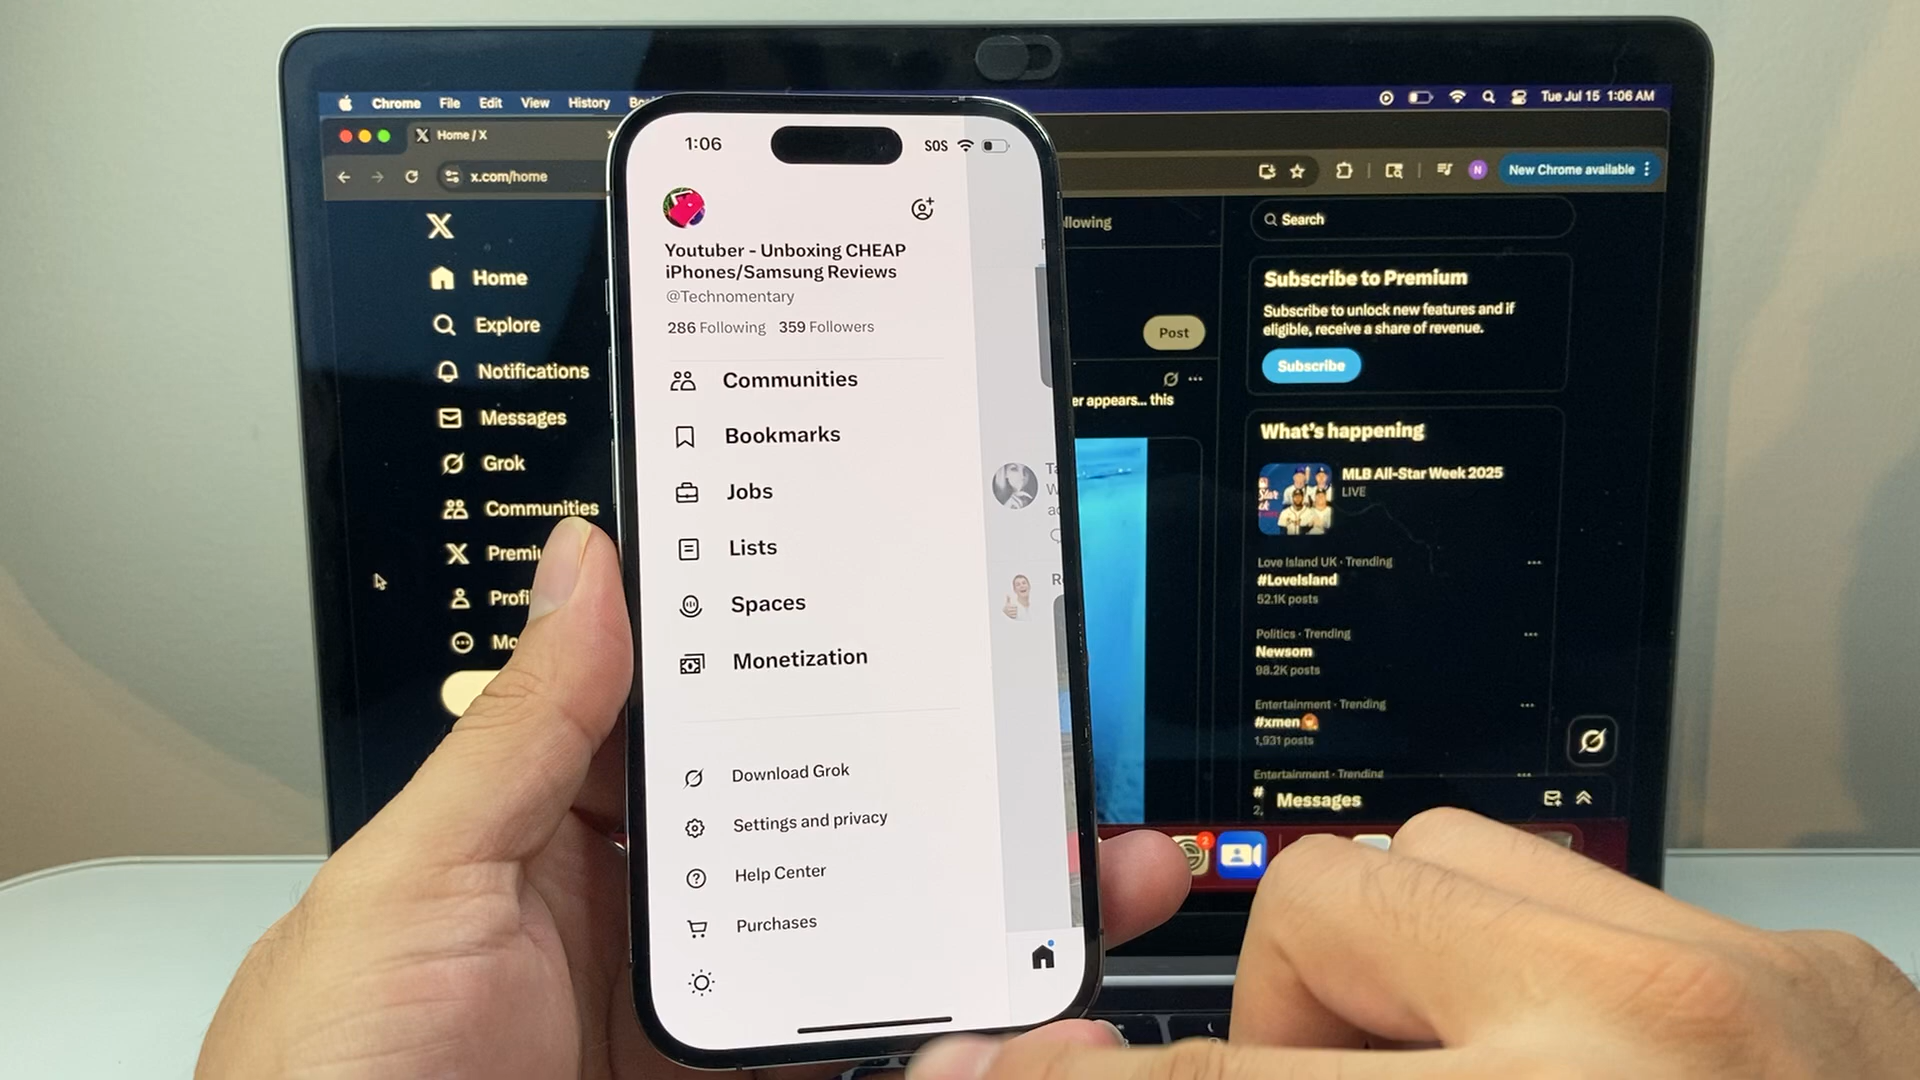 Chrome File Edit View History
Tue Jul 15 1:06 AM
Home / X
x.com/home
New Chrome available
N
Home
Explore
Notifications
Messages
Grok
Communities
1:06
SOS
Youtuber - Unboxing CHEAP
iPhones/Samsung Reviews
@Technomentary
286 Following 359 Followers
Communities
Bookmarks
Jobs
Lists
Spaces
Monetization
Download Grok
Settings and privacy
Help Center
Purchases
Post
appears... this
Search
Subscribe to Premium
Subscribe to unlock new features and if
eligible, receive a share of revenue.
Subscribe
What's happening
MLB All-Star Week 2025
LIVE
Love Island UK · Trending
#LoveIsland
52.1K posts
Politics · Trending
Newsom
98.2K posts
Entertainment · Trending
#xmen
1,931 posts
Entertainment · Trending
Messages
2